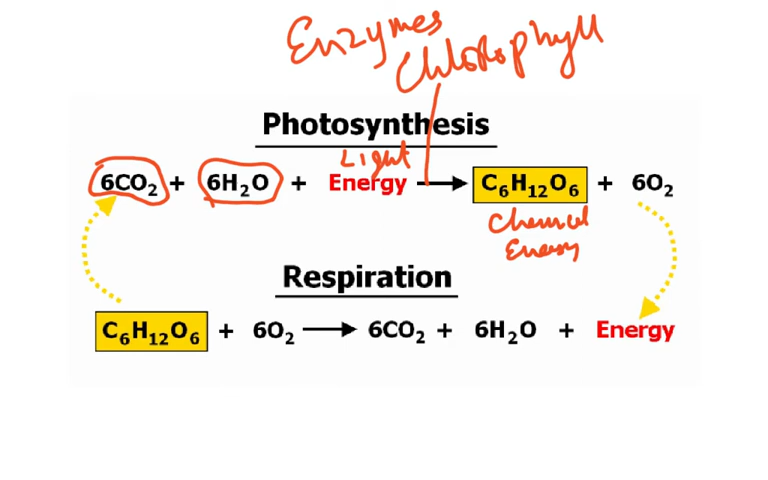 Enzymes
Chlorophyll
Photosynthesis
Light
6CO₂ + 6H₂O + Energy → C₆H₁₂O₆ + 6O₂
Chemical
Energy
Respiration
C₆H₁₂O₆ + 6O₂ → 6CO₂ + 6H₂O + Energy